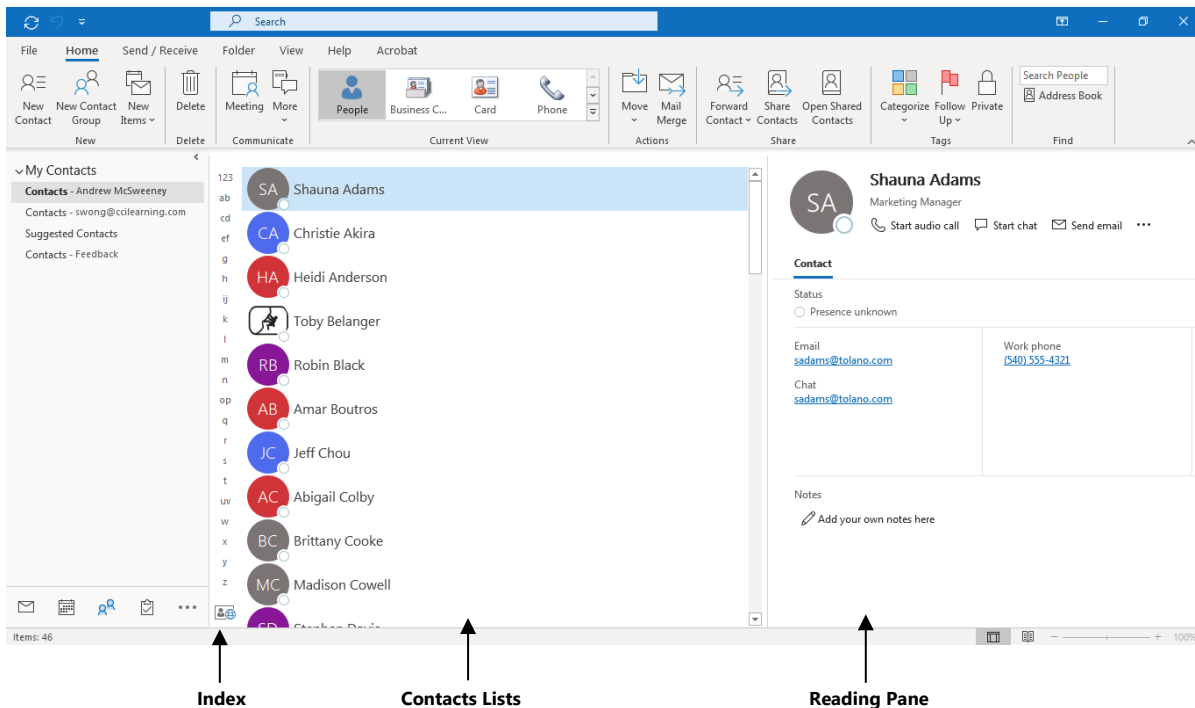 Search
File Home Send / Receive Folder View Help Acrobat
New Contact
New Contact Group
New Items
New
Delete
Delete
Meeting
More
Communicate
People
Business C...
Card
Phone
Current View
Move
Mail Merge
Actions
Forward Contact
Share Contacts
Open Shared Contacts
Share
Categorize
Follow Up
Private
Tags
Search People
Address Book
Find
My Contacts
Contacts - Andrew McSweeney
Contacts - swong@ccilearning.com
Suggested Contacts
Contacts - Feedback
123
ab
cd
ef
g
h
ij
k
l
m
n
op
q
r
s
t
uv
w
x
y
z
SA Shauna Adams
CA Christie Akira
HA Heidi Anderson
Toby Belanger
RB Robin Black
AB Amar Boutros
JC Jeff Chou
AC Abigail Colby
BC Brittany Cooke
MC Madison Cowell
SA
Shauna Adams
Marketing Manager
Start audio call Start chat Send email
Contact
Status
Presence unknown
Email
sadams@tolano.com
Chat
sadams@tolano.com
Work phone
(540) 555-4321
Notes
Add your own notes here
Items: 46
100%
Index Contacts Lists Reading Pane